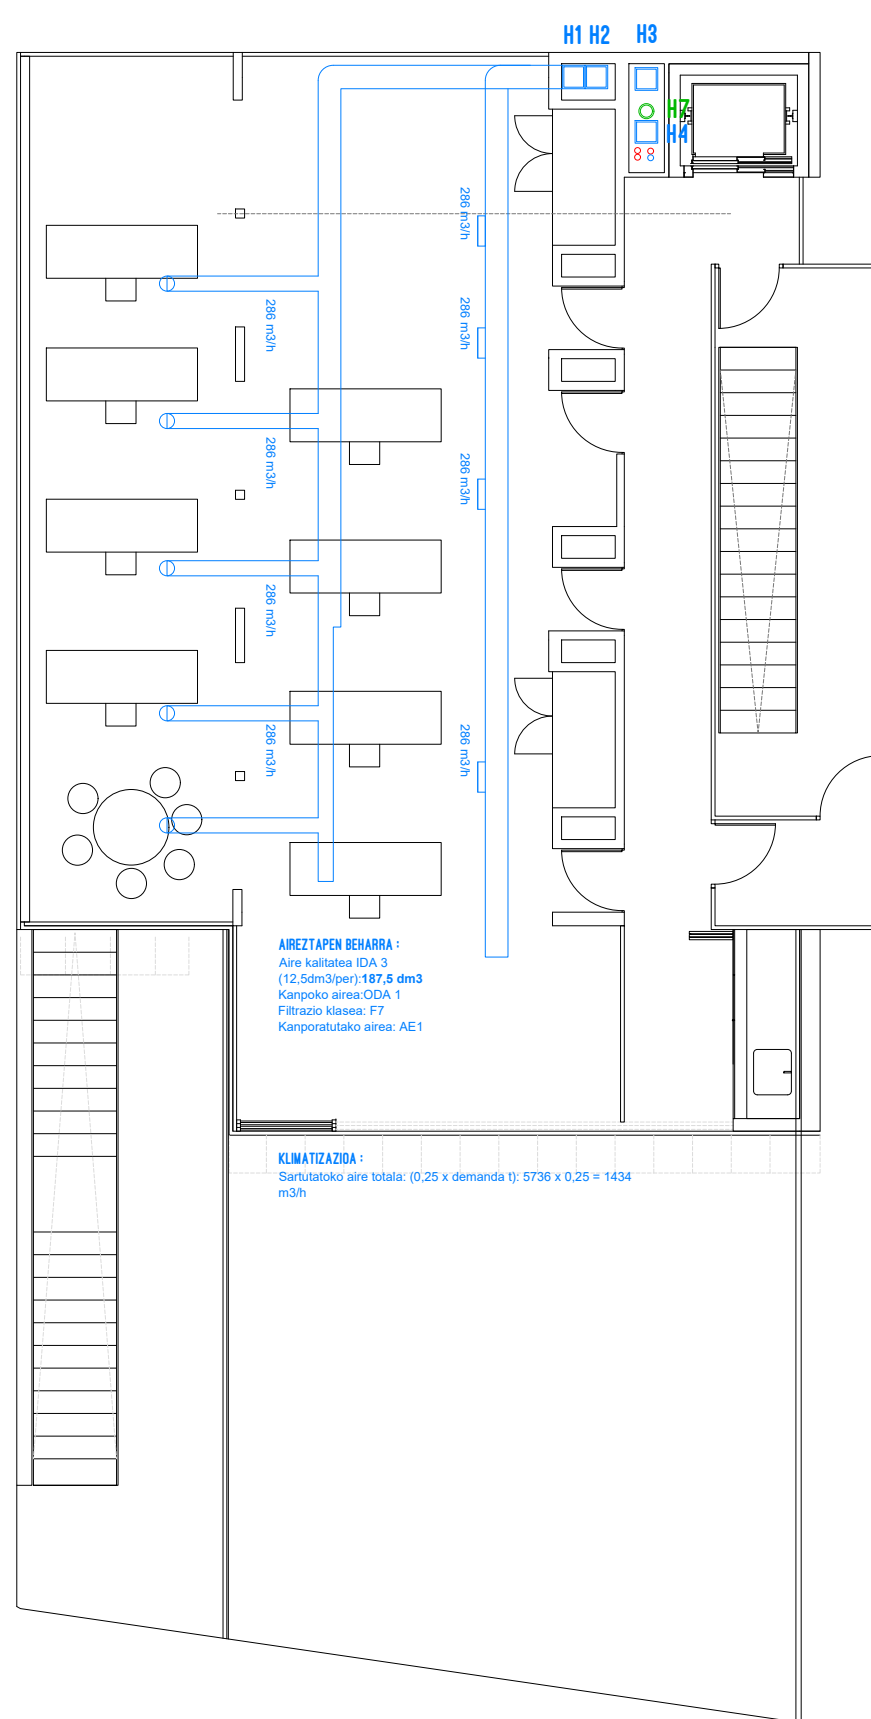 H1 H2 H3
H7
H4
286 m3/h
286 m3/h
286 m3/h
286 m3/h
286 m3/h
286 m3/h
286 m3/h
286 m3/h
AIREZTAPEN BEHARRA :
Aire kalitatea IDA 3
(12,5dm3/per):187,5 dm3
Kanpoko airea:ODA 1
Filtrazio klasea: F7
Kanporatutako airea: AE1
KLIMATIZAZIOA :
Sartutatoko aire totala: (0,25 x demanda t): 5736 x 0,25 = 1434
m3/h